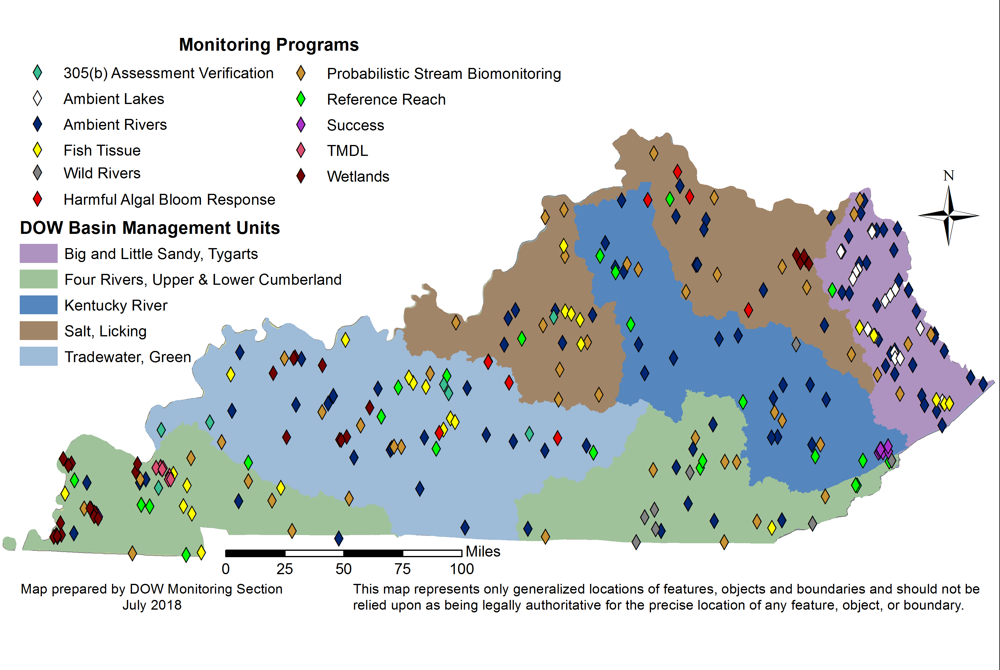 Monitoring Programs
305(b) Assessment Verification
Ambient Lakes
Ambient Rivers
Fish Tissue
Wild Rivers
Harmful Algal Bloom Response
Probabilistic Stream Biomonitoring
Reference Reach
Success
TMDL
Wetlands
DOW Basin Management Units
Big and Little Sandy, Tygarts
Four Rivers, Upper & Lower Cumberland
Kentucky River
Salt, Licking
Tradewater, Green
N
Miles
0 25 50 75 100
Map prepared by DOW Monitoring Section
July 2018
This map represents only generalized locations of features, objects and boundaries and should not be
relied upon as being legally authoritative for the precise location of any feature, object, or boundary.